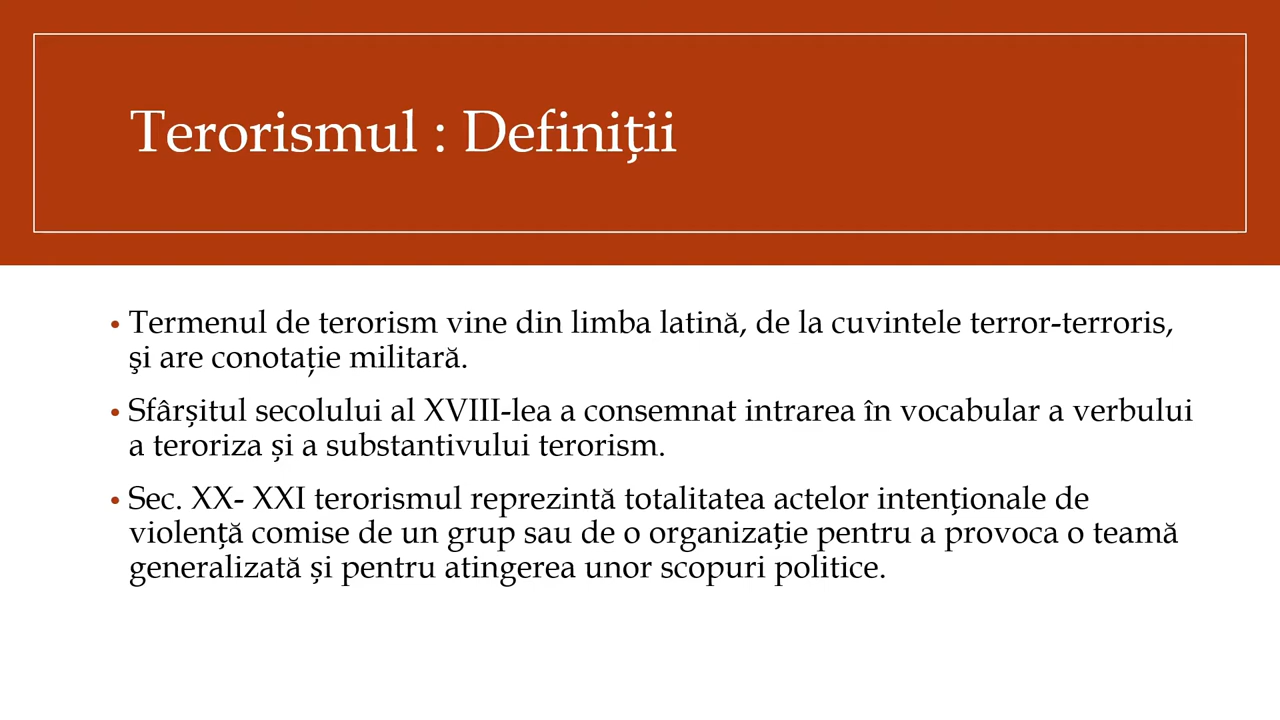 Terorismul : Definiții
• Termenul de terorism vine din limba latină, de la cuvintele terror-terroris,
şi are conotație militară.
• Sfârșitul secolului al XVIII-lea a consemnat intrarea în vocabular a verbului
a teroriza și a substantivului terorism.
• Sec. XX- XXI terorismul reprezintă totalitatea actelor intenționale de
violență comise de un grup sau de o organizație pentru a provoca o teamă
generalizată și pentru atingerea unor scopuri politice.